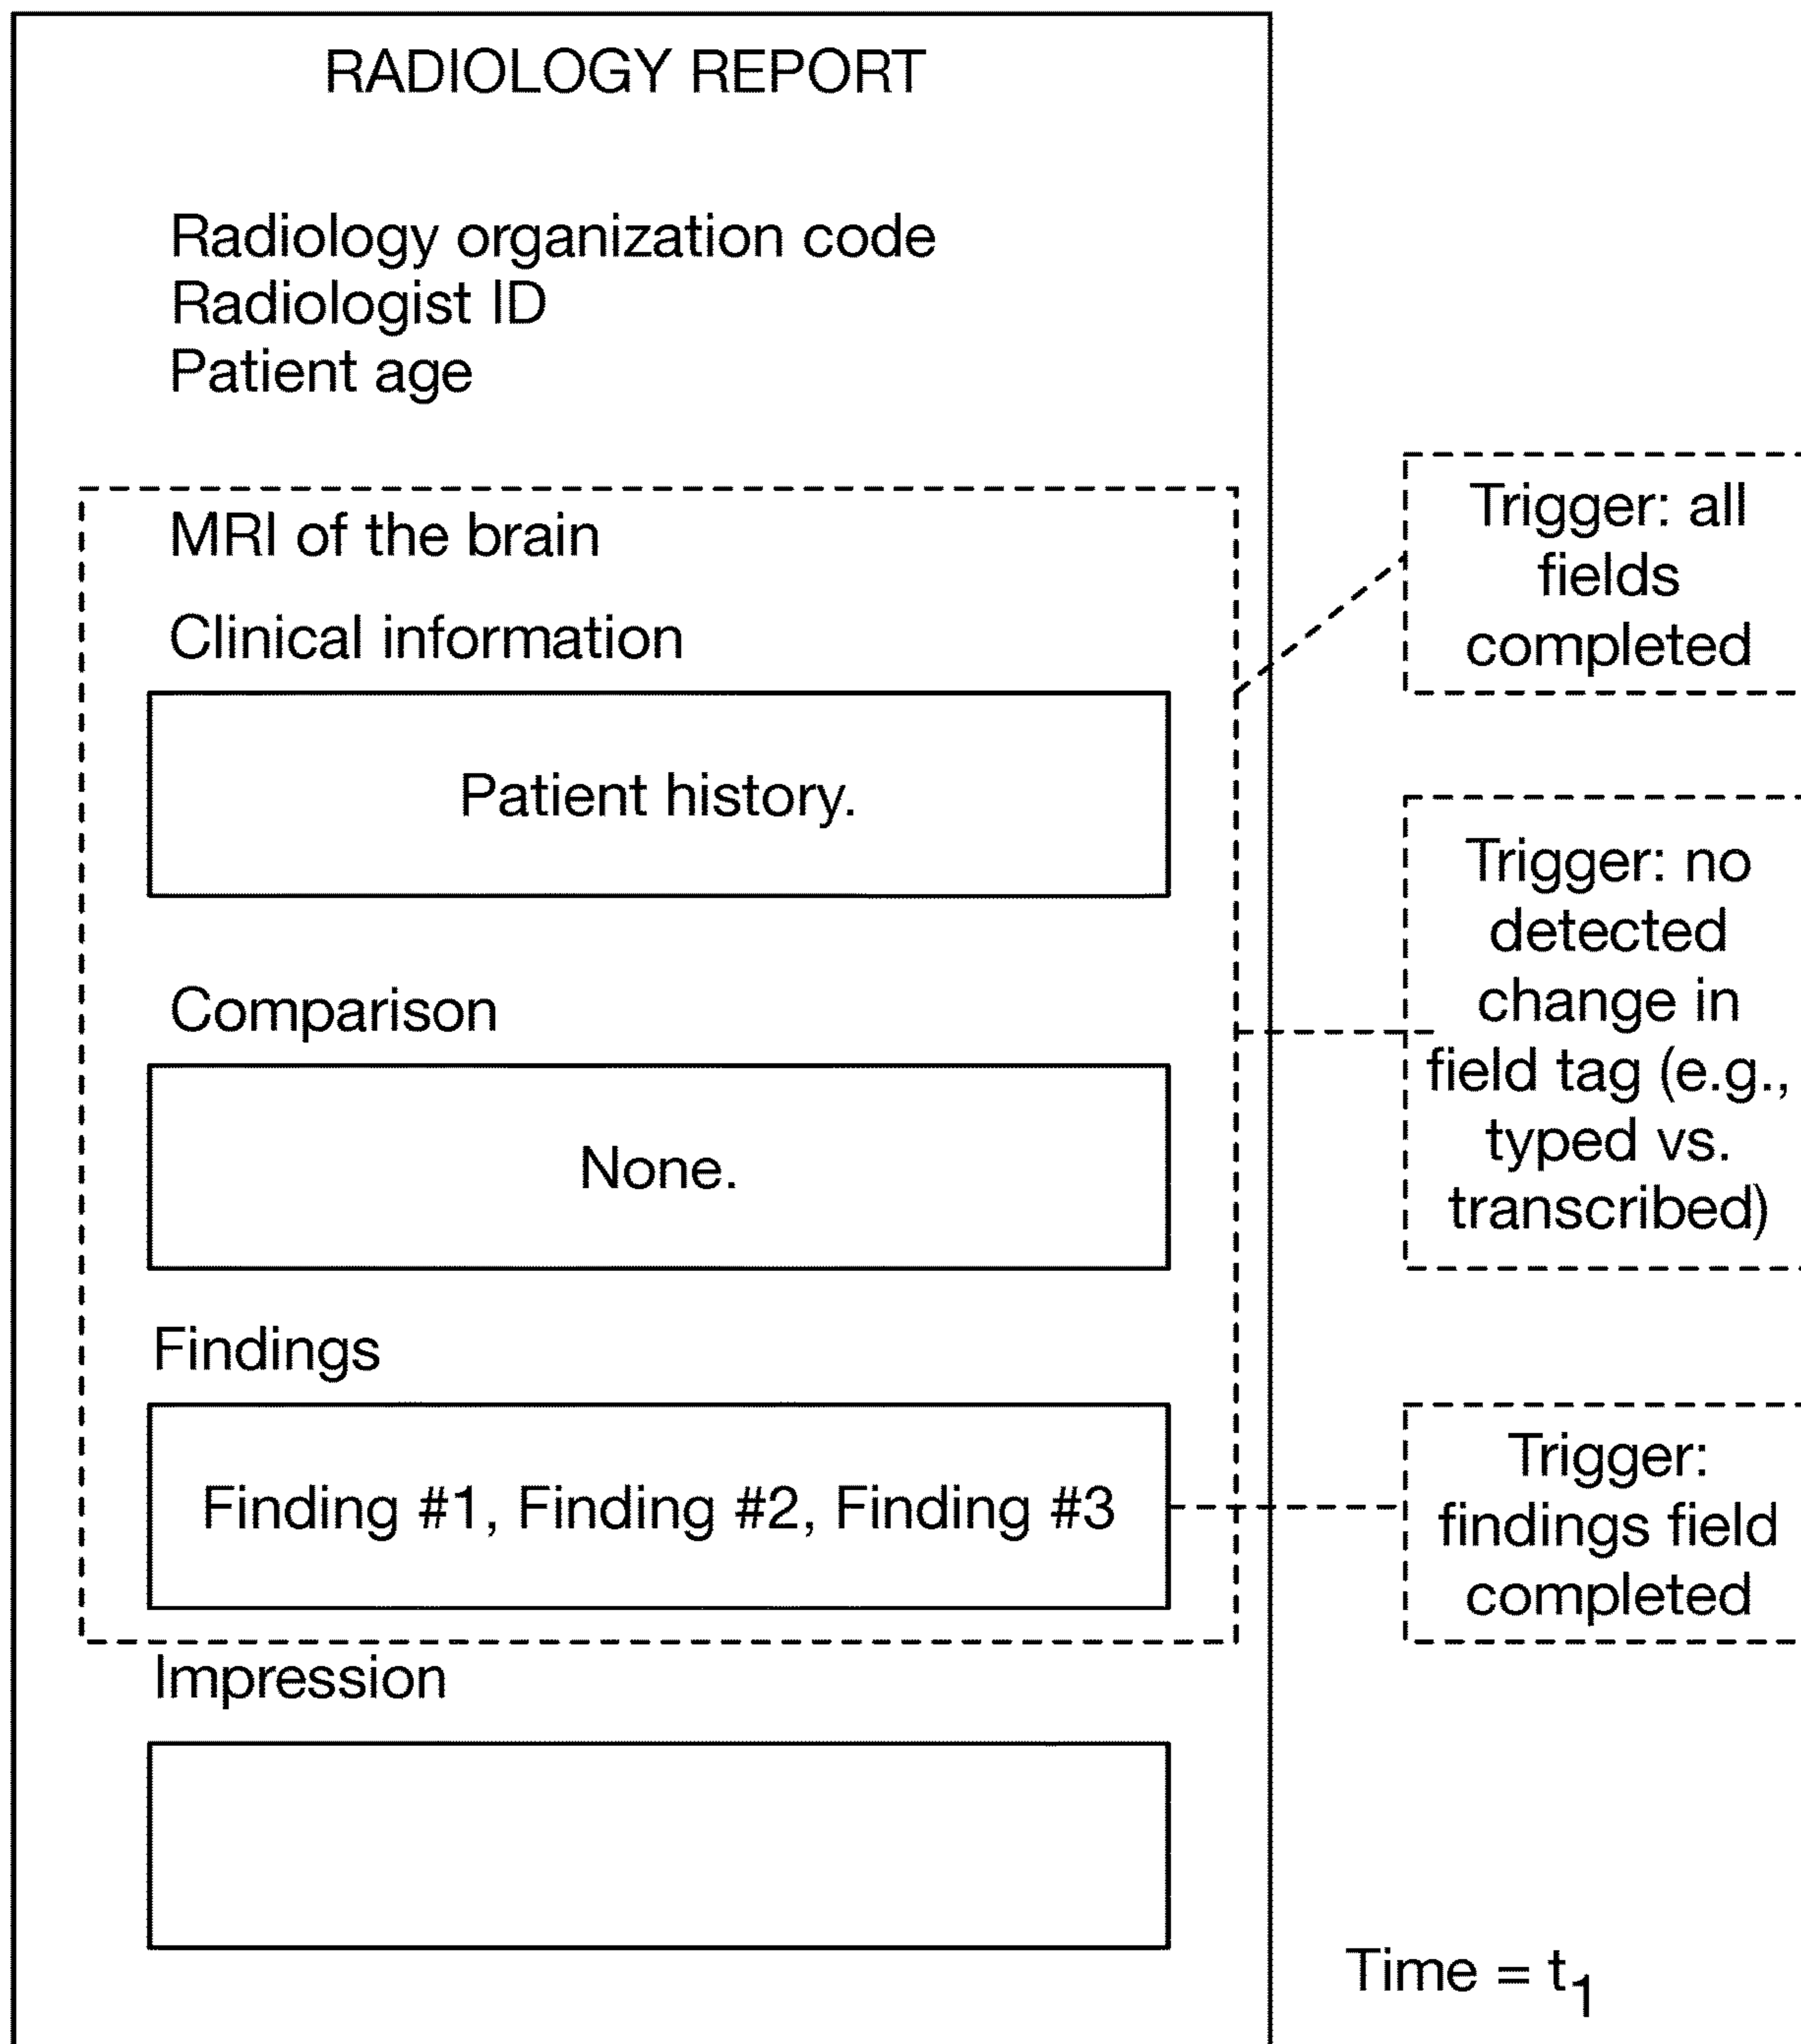 RADIOLOGY REPORT
Radiology organization code
Radiologist ID
Patient age
MRI of the brain
Clinical information
Patient history.
Comparison
None.
Findings
Finding #1, Finding #2, Finding #3
Impression
Trigger: all
fields
completed
Trigger: no
detected
change in
field tag (e.g.,
typed vs.
transcribed)
Trigger:
findings field
completed
Time = t1